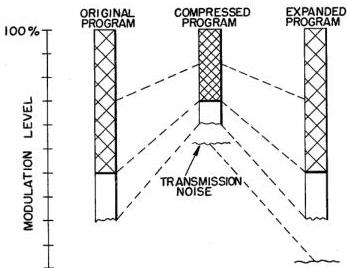 ORIGINAL
PROGRAM
COMPRESSED
PROGRAM
EXPANDED
PROGRAM
100%
MODULATION LEVEL
TRANSMISSION
NOISE